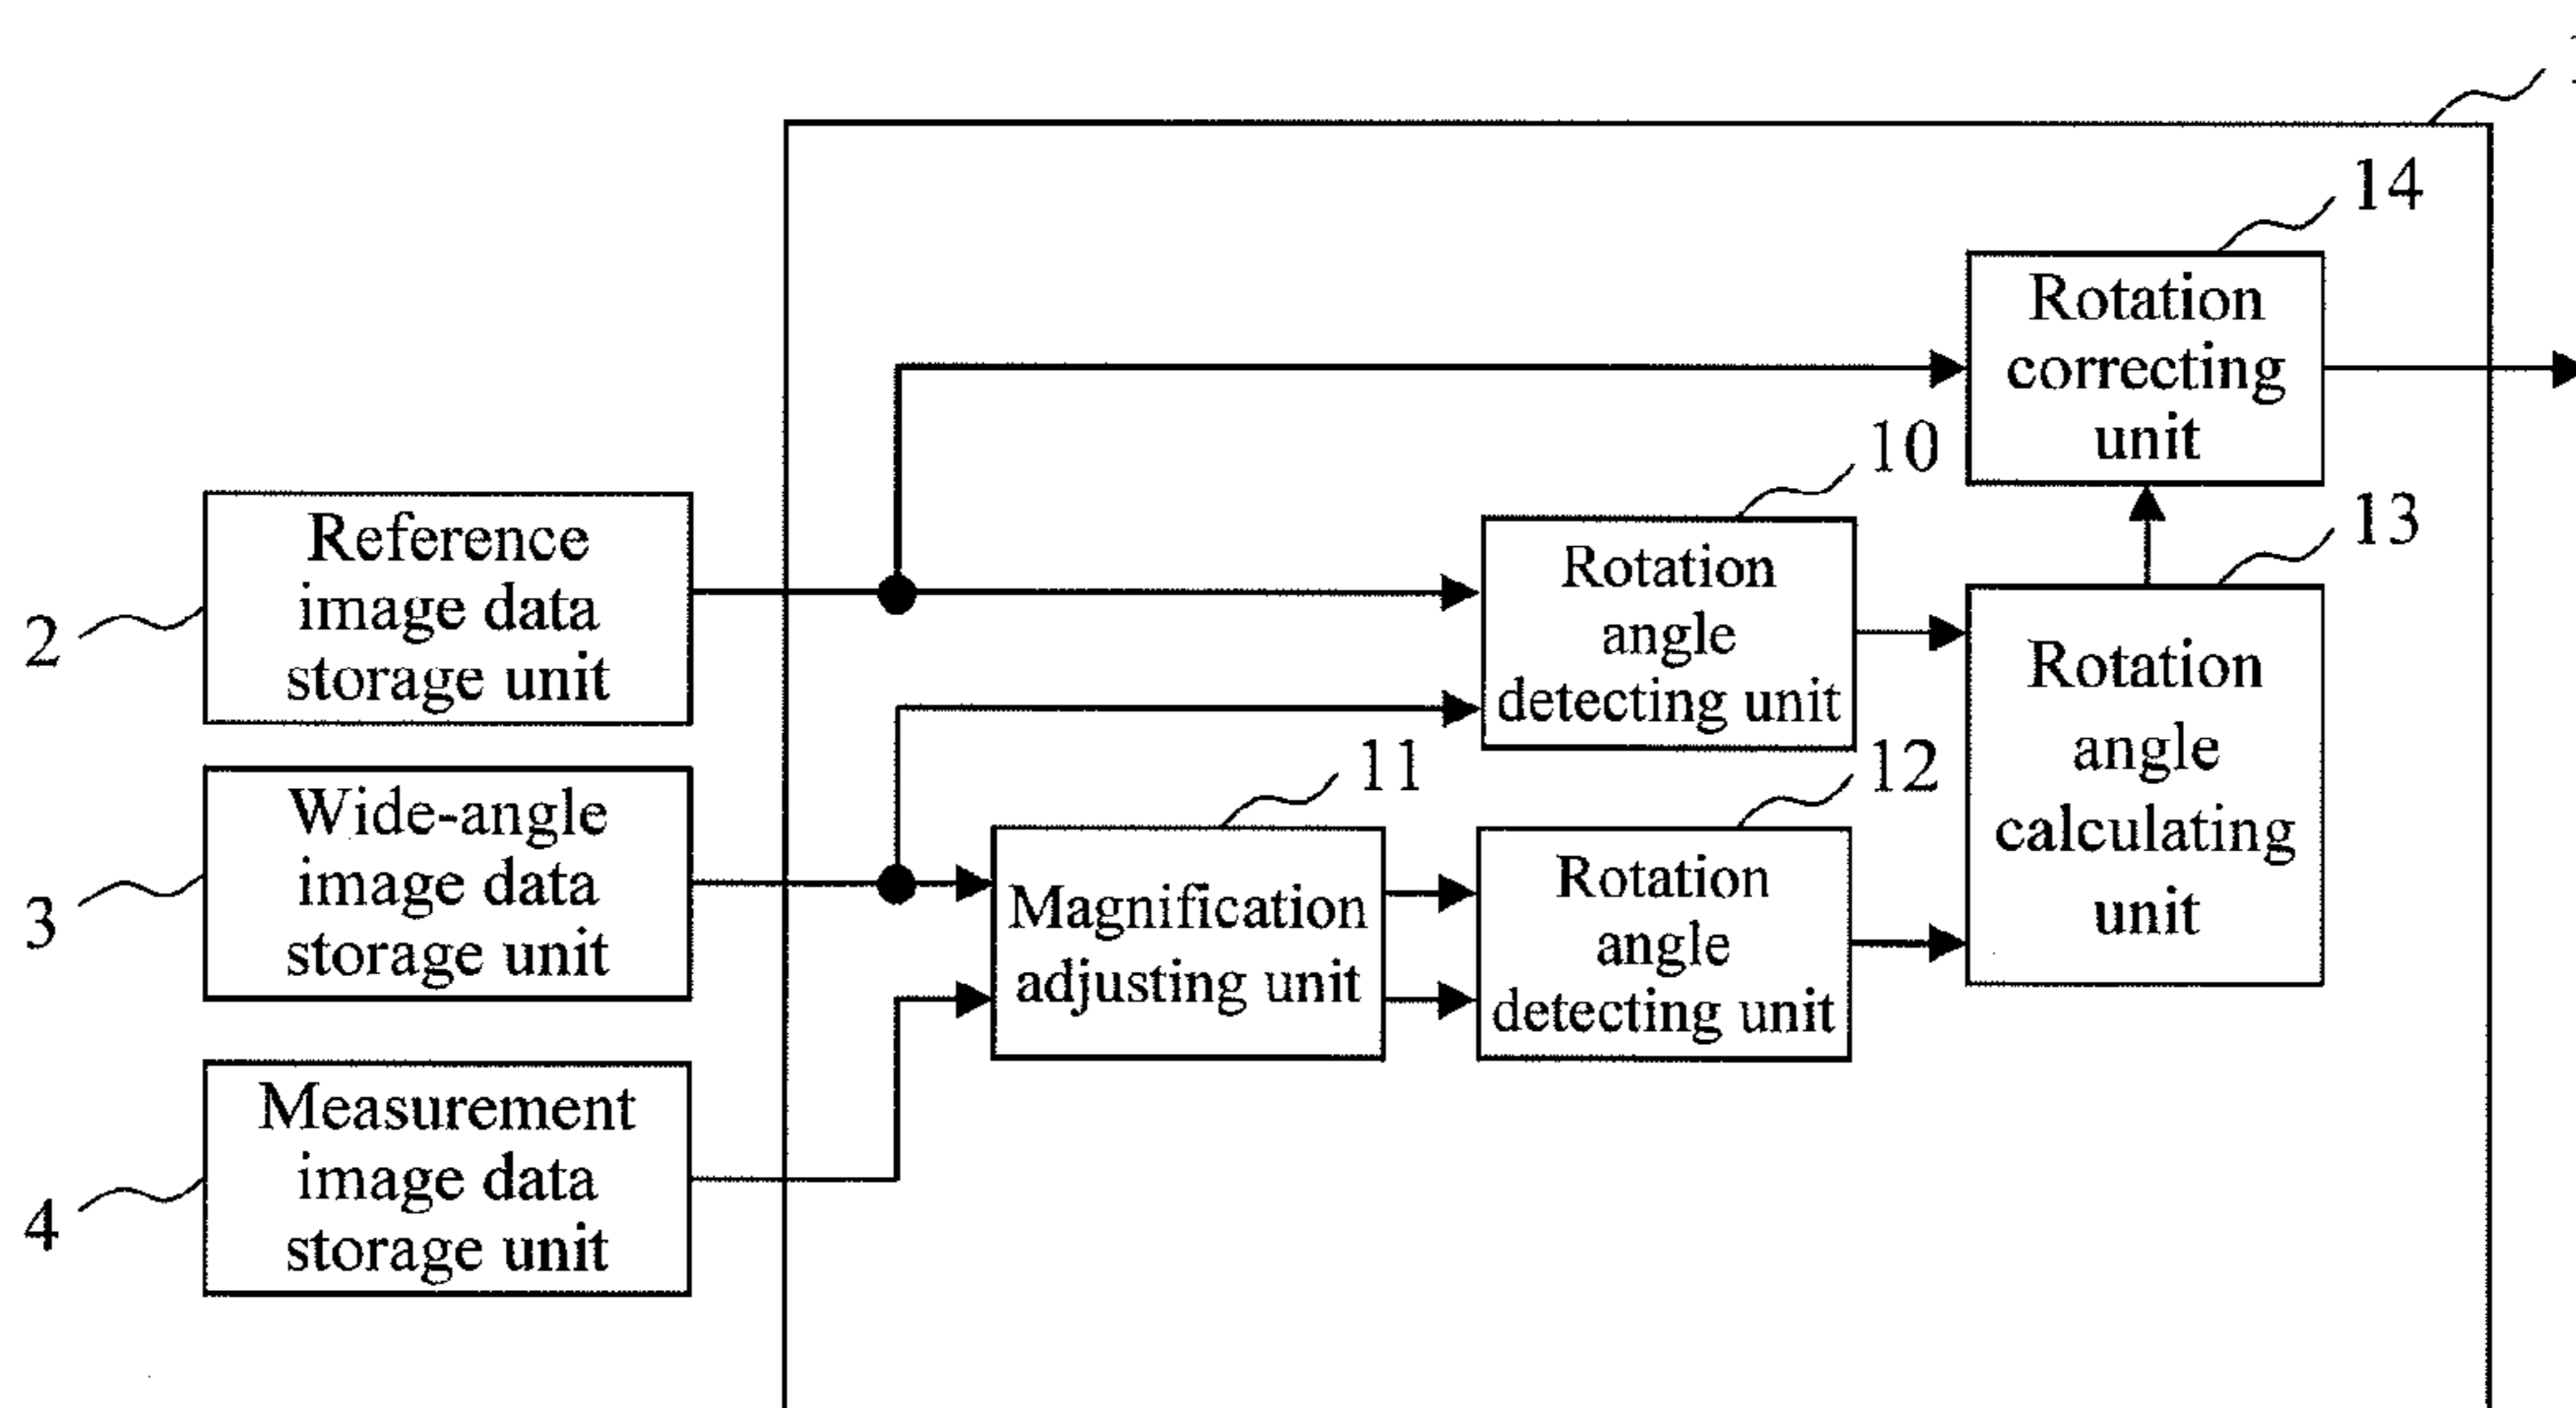 14
Rotation
correcting
unit
10
13
Reference
image data
storage unit
2
Rotation
angle
detecting unit
Rotation
angle
calculating
unit
11
12
Wide-angle
image data
storage unit
3
Magnification
adjusting unit
Rotation
angle
detecting unit
Measurement
image data
storage unit
4